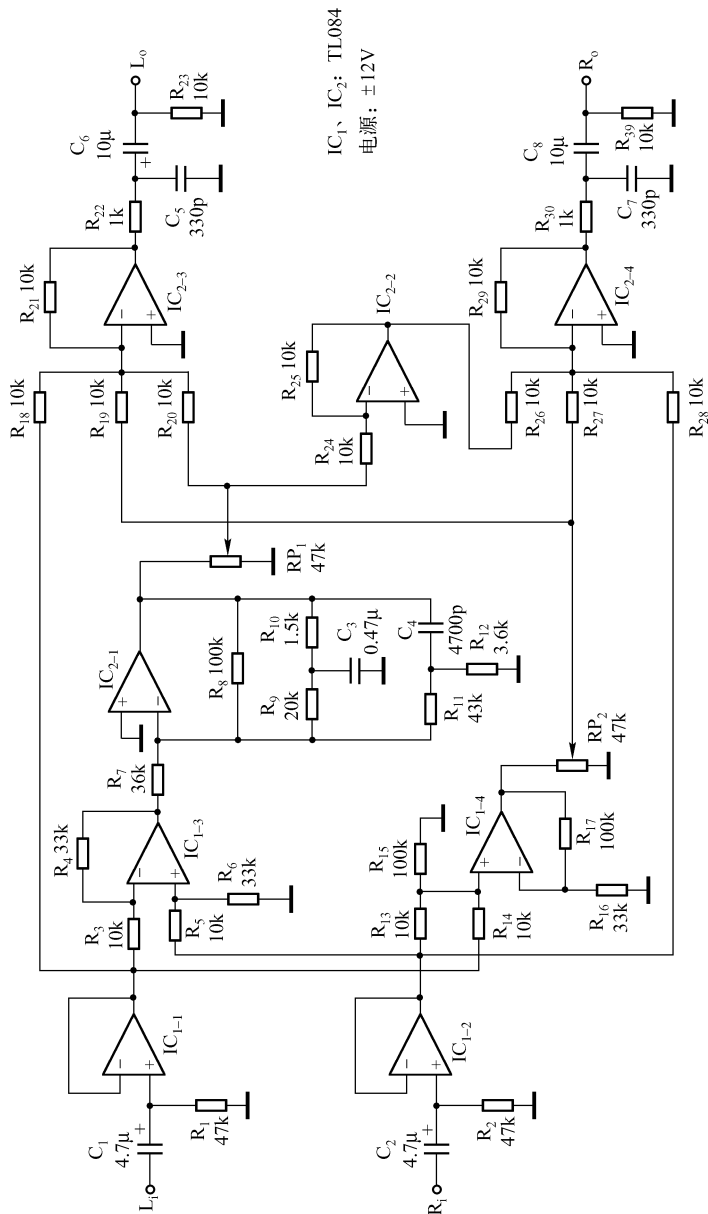 Lᵢ
C₁
4.7μ
+
R₁
47k
−
+
IC₁₋₁
R₃
10k
R₄ 33k
−
+
IC₁₋₃
R₅
10k
R₆
33k
R₇
36k
+
−
IC₂₋₁
R₈ 100k
R₉
20k
R₁₀
1.5k
C₃
0.47μ
R₁₁
43k
C₄
4700p
R₁₂
3.6k
RP₁
47k
R₁₈ 10k
R₁₉ 10k
R₂₀ 10k
R₂₁ 10k
−
+
IC₂₋₃
R₂₂
1k
C₅
330p
C₆
10μ
+
R₂₃
10k
Lₒ
Rᵢ
C₂
4.7μ
+
R₂
47k
−
+
IC₁₋₂
R₁₃
10k
R₁₄
10k
R₁₅
100k
+
−
IC₁₋₄
R₁₆
33k
R₁₇
100k
RP₂
47k
R₂₄
10k
R₂₅ 10k
−
+
IC₂₋₂
R₂₆ 10k
R₂₇ 10k
R₂₈ 10k
R₂₉ 10k
−
+
IC₂₋₄
R₃₀
1k
C₇
330p
C₈
10μ
R₃₉
10k
Rₒ
IC₁、IC₂：TL084
电源：±12V